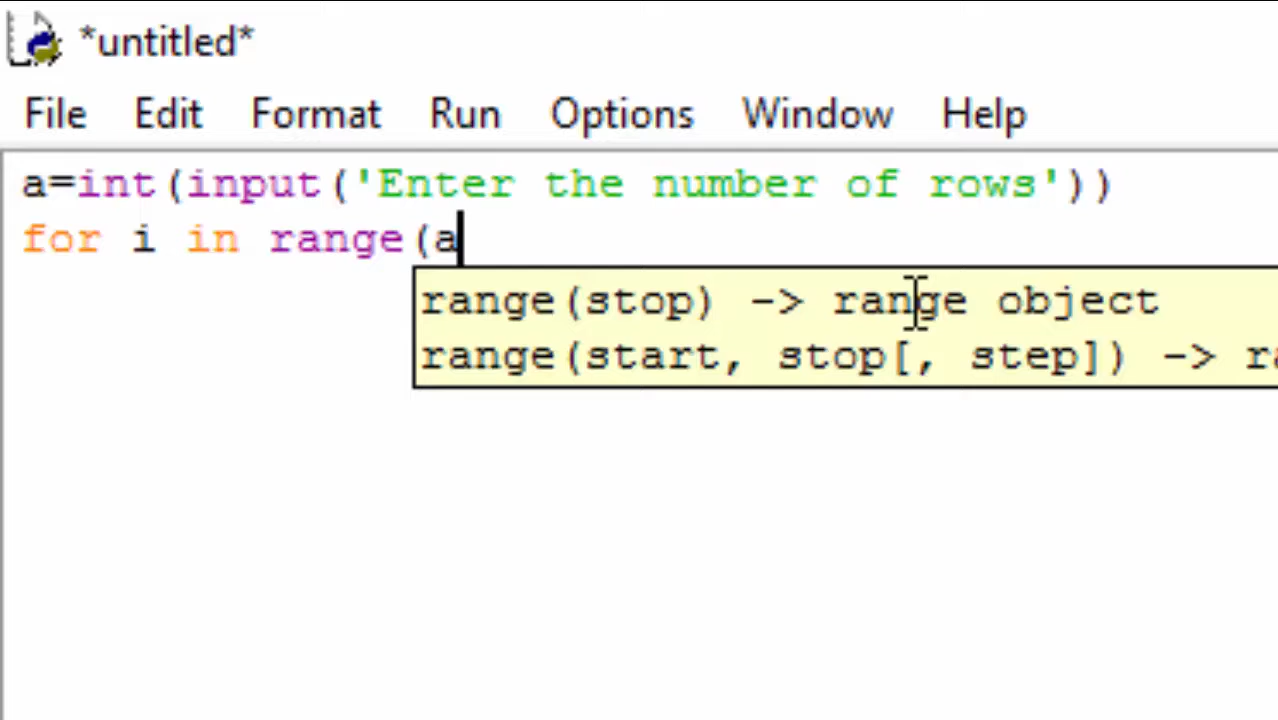 *untitled*
File Edit Format Run Options Window Help
a=int(input('Enter the number of rows'))
for i in range(a
range(stop) -> range object
range(start, stop[, step]) -> ra